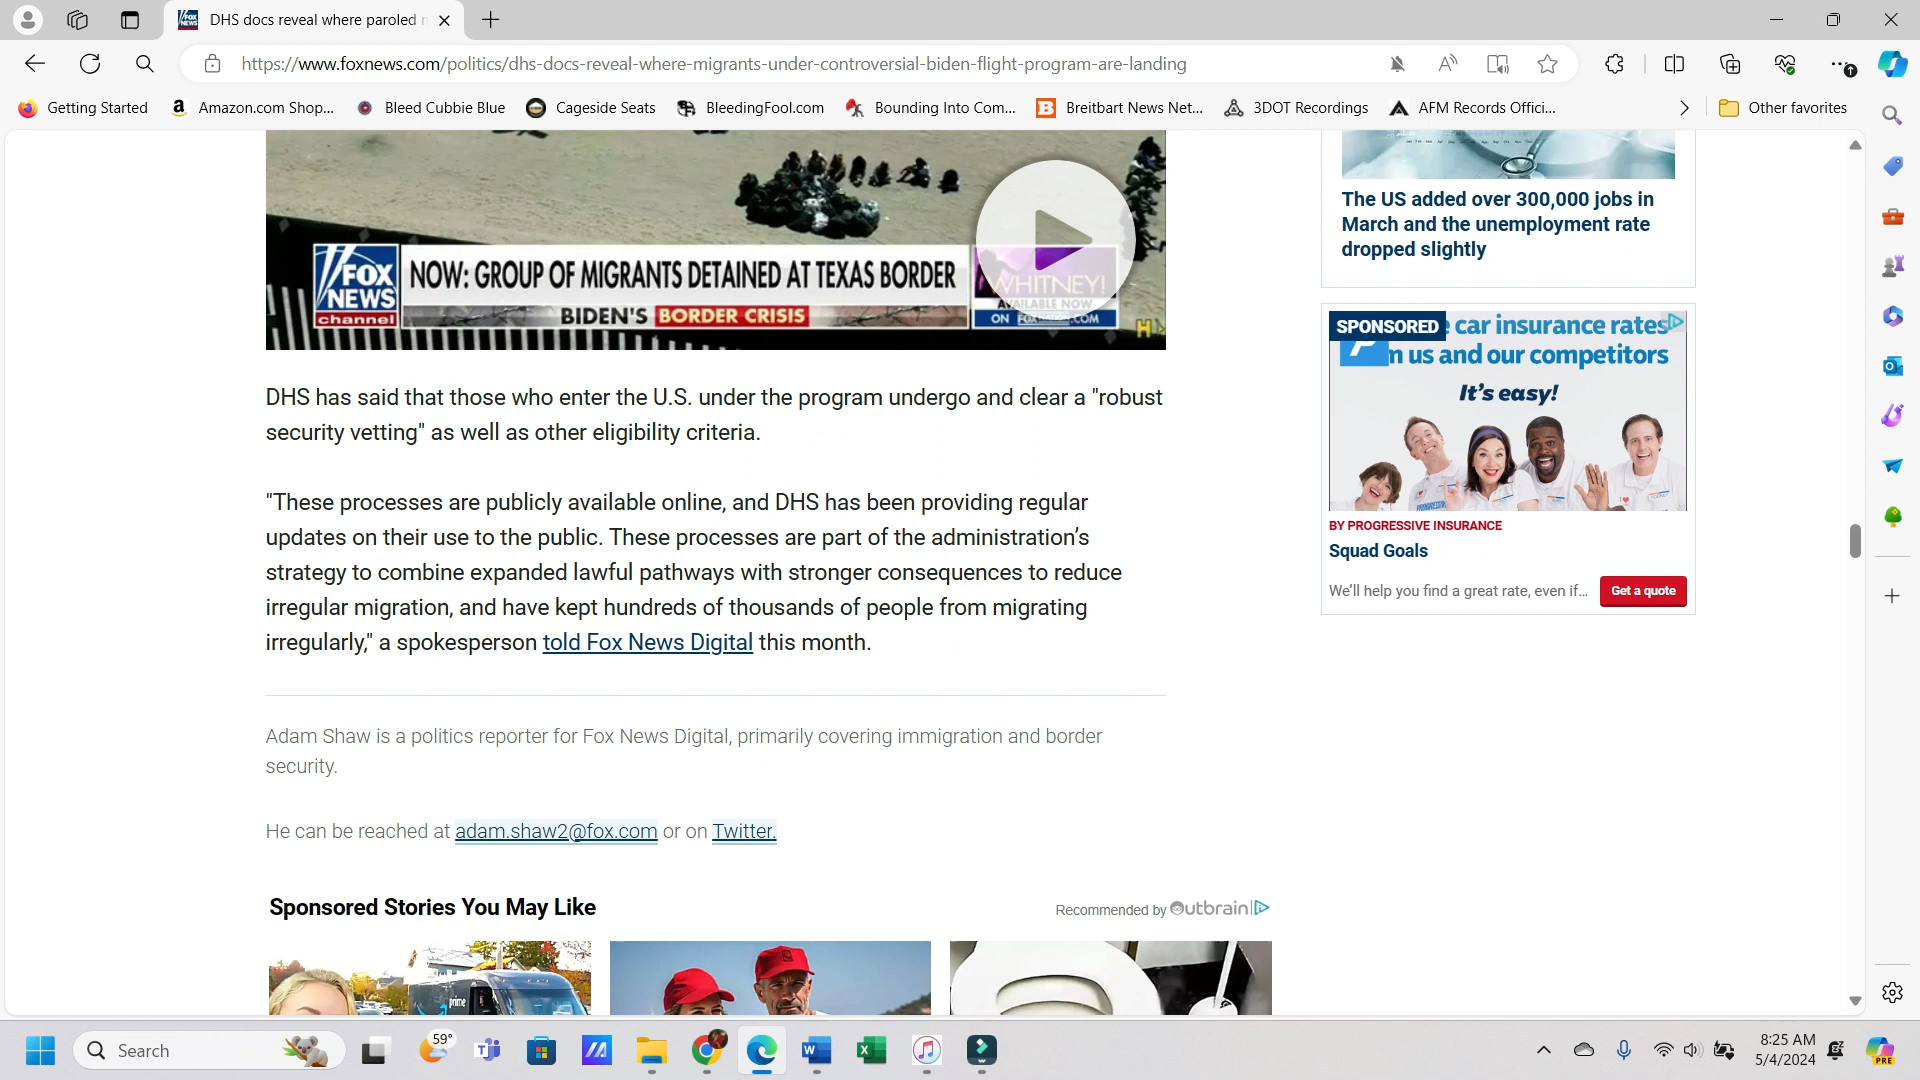 FOX NEWS
DHS docs reveal where paroled
https://www.foxnews.com/politics/dhs-docs-reveal-where-migrants-under-controversial-biden-flight-program-are-landing
Getting Started
Amazon.com Shop...
Bleed Cubbie Blue
Cageside Seats
BleedingFool.com
Bounding Into Com...
Breitbart News Net...
3DOT Recordings
AFM Records Offici...
Other favorites
FOX
NEWS
channel
NOW: GROUP OF MIGRANTS DETAINED AT TEXAS BORDER
BIDEN'S BORDER CRISIS
WHITNEY!
AVAILABLE NOW
ON FOXNATION.COM
DHS has said that those who enter the U.S. under the program undergo and clear a "robust
security vetting" as well as other eligibility criteria.
"These processes are publicly available online, and DHS has been providing regular
updates on their use to the public. These processes are part of the administration’s
strategy to combine expanded lawful pathways with stronger consequences to reduce
irregular migration, and have kept hundreds of thousands of people from migrating
irregularly," a spokesperson told Fox News Digital this month.
Adam Shaw is a politics reporter for Fox News Digital, primarily covering immigration and border
security.
He can be reached at adam.shaw2@fox.com or on Twitter.
Sponsored Stories You May Like
Recommended by Outbrain
prime
The US added over 300,000 jobs in
March and the unemployment rate
dropped slightly
SPONSORED
car insurance rates
m us and our competitors
It’s easy!
BY PROGRESSIVE INSURANCE
Squad Goals
We’ll help you find a great rate, even if...
Get a quote
Search
59°
8:25 AM
5/4/2024
PRE